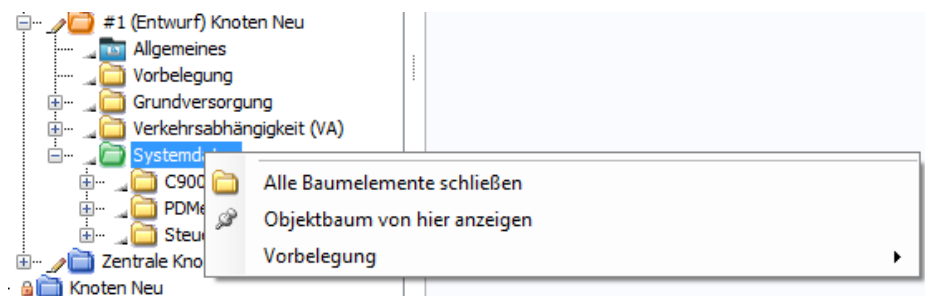 #1 (Entwurf) Knoten Neu
Allgemeines
Vorbelegung
Grundversorgung
Verkehrsabhängigkeit (VA)
Alle Baumelemente schließen
Objektbaum von hier anzeigen
Vorbelegung
Zentrale
Knoten Neu